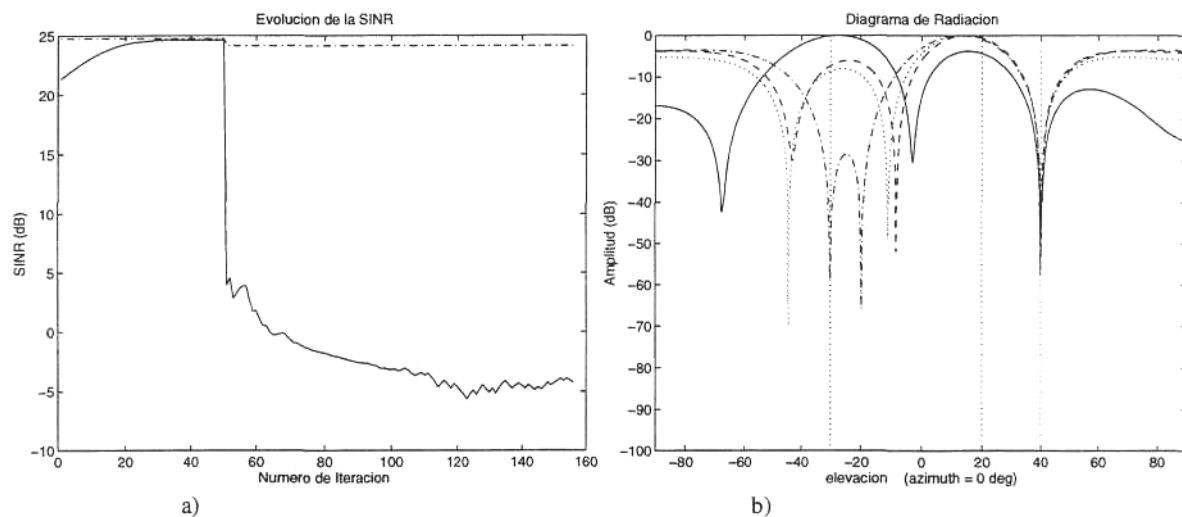 Evolucion de la SINR
25
20
15
10
5
0
−5
−10
SINR (dB)
0 20 40 60 80 100 120 140 160
Numero de Iteracion
a)
Diagrama de Radiacion
0
−10
−20
−30
−40
−50
−60
−70
−80
−90
−100
Amplitud (dB)
−80 −60 −40 −20 0 20 40 60 80
elevacion (azimuth = 0 deg)
b)